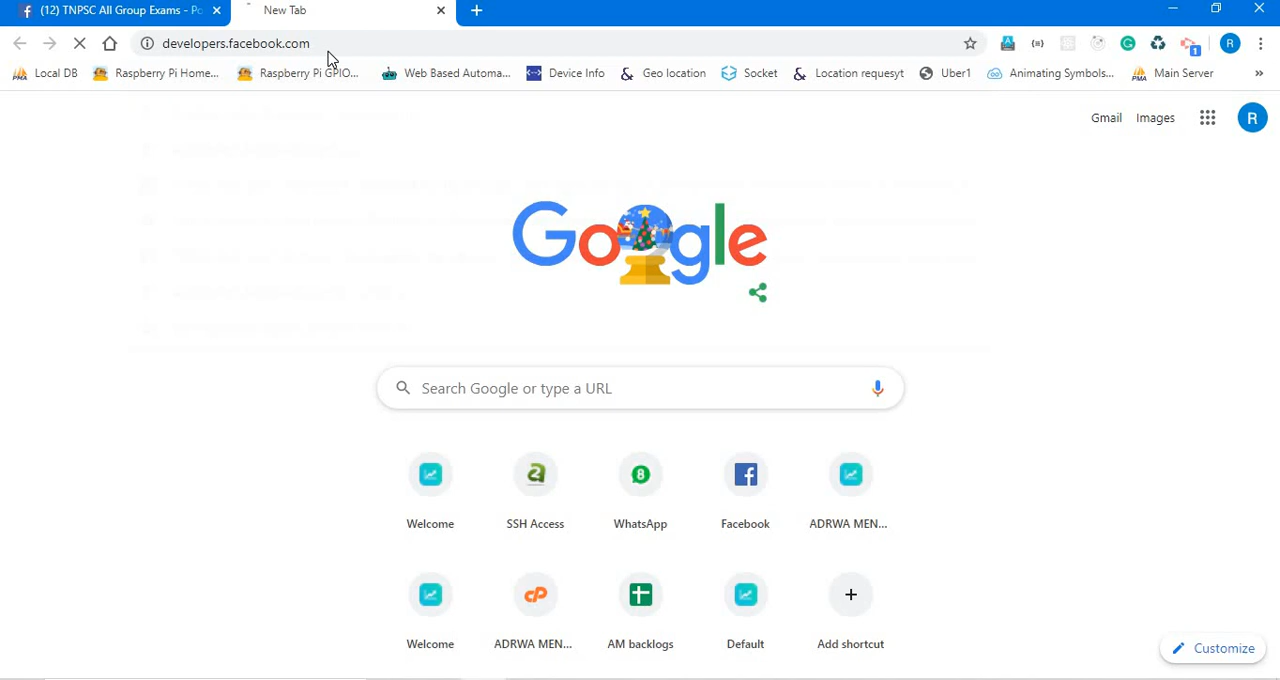 (12) TNPSC All Group Exams - Po
New Tab
developers.facebook.com
R
1
Local DB
Raspberry Pi Home...
Raspberry Pi GPIO...
Web Based Automa...
Device Info
Geo location
Socket
Location requesyt
Uber1
Animating Symbols...
Main Server
»
Gmail
Images
R
Google
Search Google or type a URL
Welcome
SSH Access
WhatsApp
Facebook
ADRWA MEN...
Welcome
ADRWA MEN...
AM backlogs
Default
Add shortcut
Customize